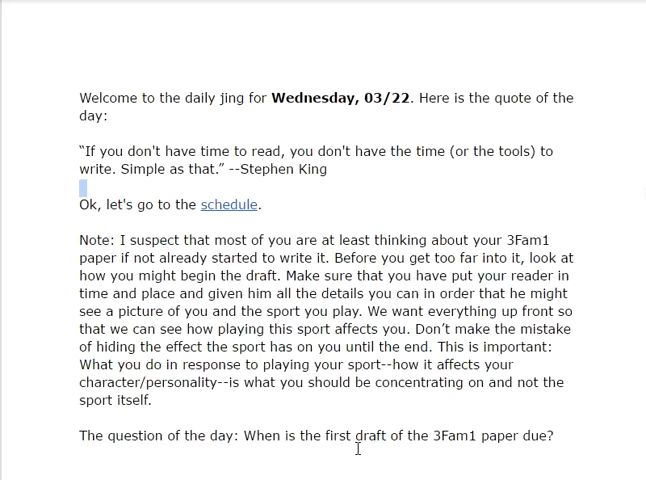 Welcome to the daily jing for Wednesday, 03/22. Here is the quote of the
day:
“If you don't have time to read, you don't have the time (or the tools) to
write. Simple as that.” --Stephen King
Ok, let's go to the schedule.
Note: I suspect that most of you are at least thinking about your 3Fam1
paper if not already started to write it. Before you get too far into it, look at
how you might begin the draft. Make sure that you have put your reader in
time and place and given him all the details you can in order that he might
see a picture of you and the sport you play. We want everything up front so
that we can see how playing this sport affects you. Don’t make the mistake
of hiding the effect the sport has on you until the end. This is important:
What you do in response to playing your sport--how it affects your
character/personality--is what you should be concentrating on and not the
sport itself.
The question of the day: When is the first draft of the 3Fam1 paper due?